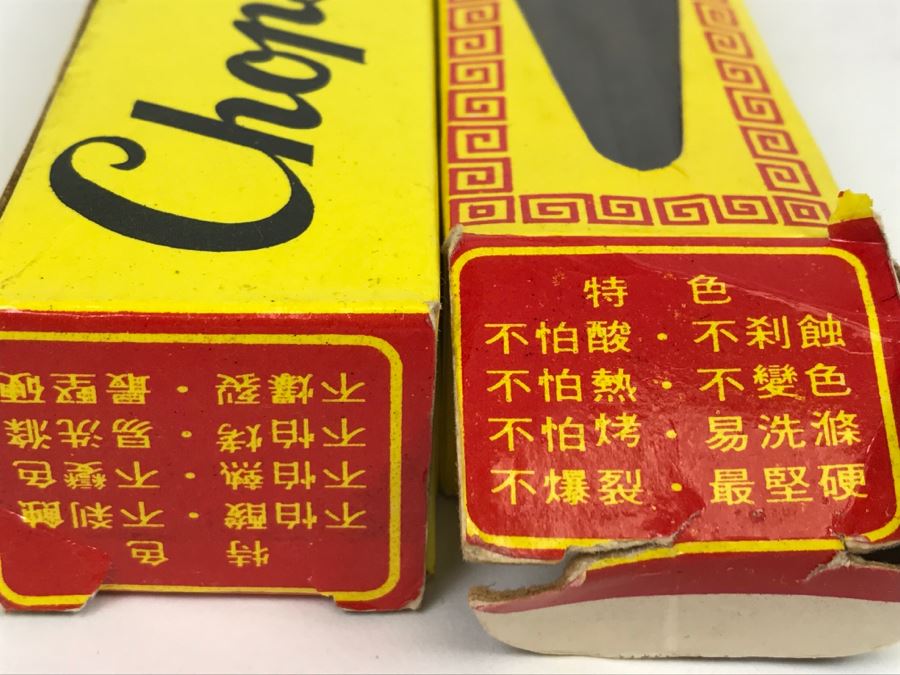 Chop
特色
不怕酸·不刹蝕
不怕熱·不變色
不怕烤·易洗滌
不爆裂·最堅硬
不爆裂·最堅硬
不怕烤·易洗滌
不怕熱·不變色
不怕酸·不刹蝕
特色